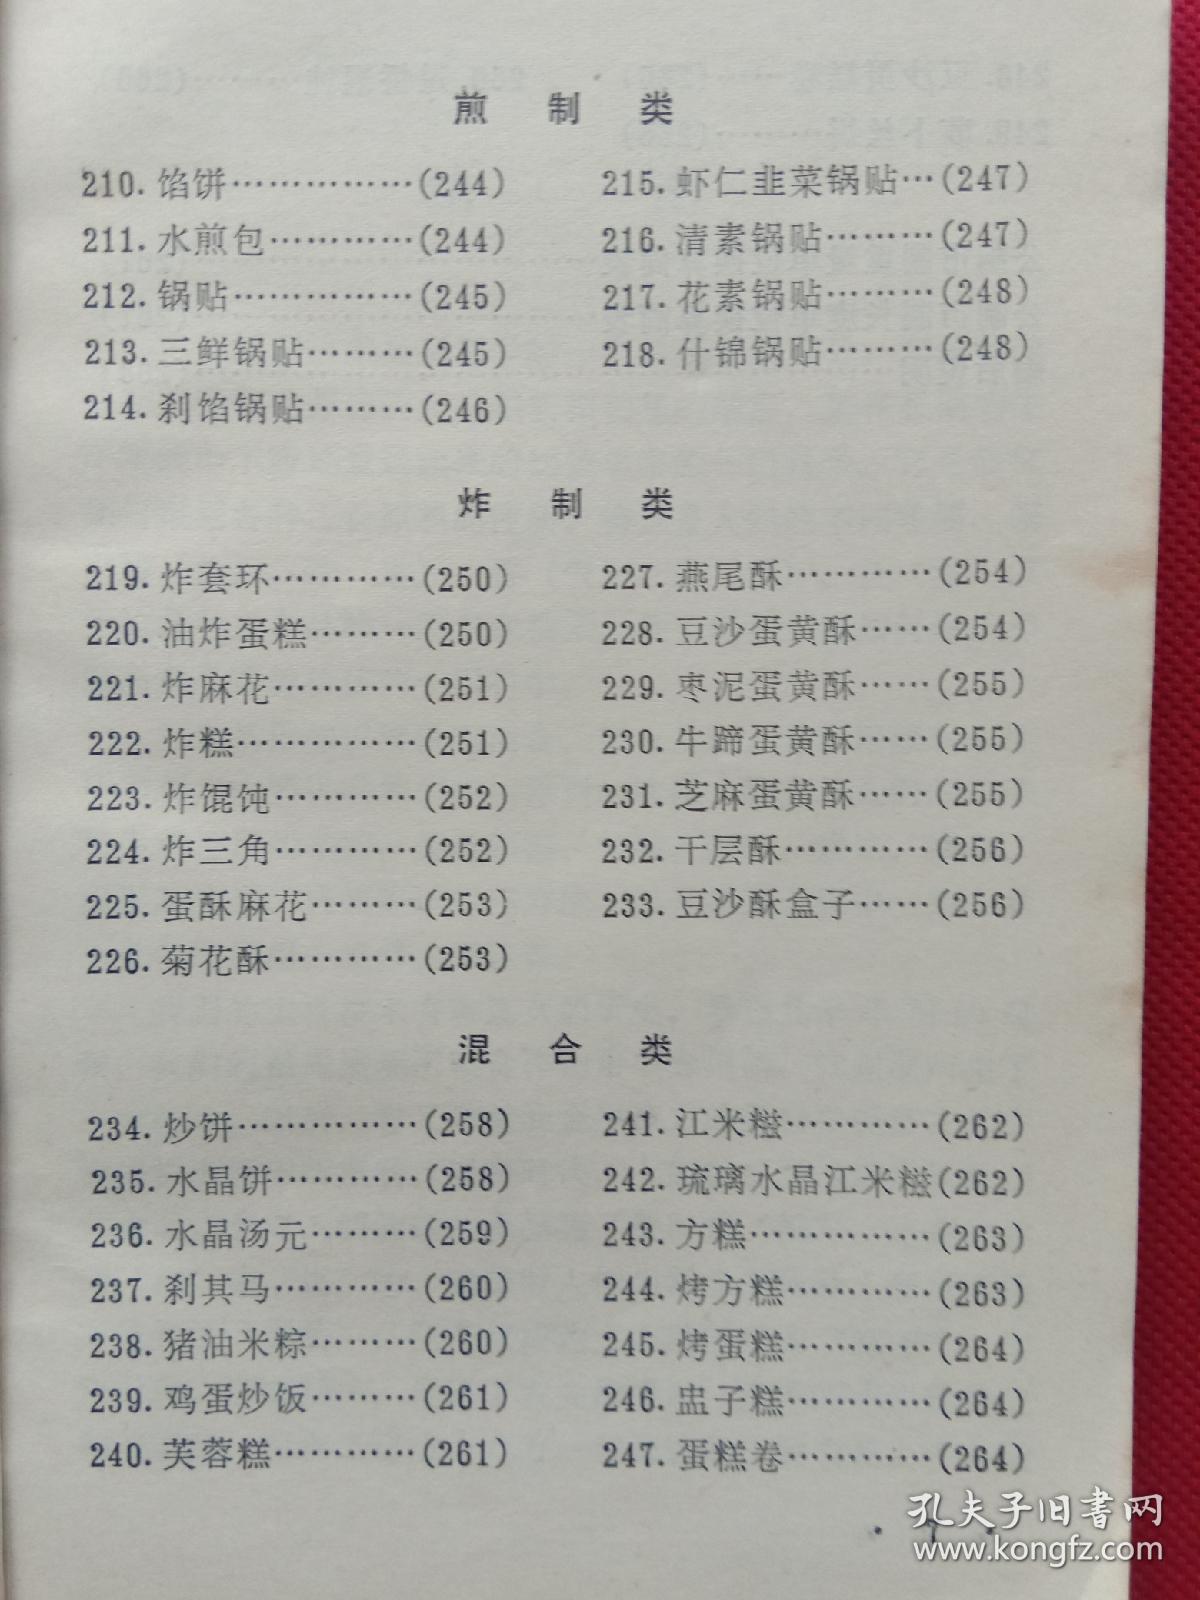 煎制类
210.馅饼……………(244)
211.水煎包…………(244)
212.锅贴……………(245)
213.三鲜锅贴………(245)
214.刹馅锅贴………(246)
215.虾仁韭菜锅贴…(247)
216.清素锅贴………(247)
217.花素锅贴………(248)
218.什锦锅贴………(248)
炸制类
219.炸套环…………(250)
220.油炸蛋糕………(250)
221.炸麻花…………(251)
222.炸糕……………(251)
223.炸馄饨…………(252)
224.炸三角…………(252)
225.蛋酥麻花………(253)
226.菊花酥…………(253)
227.燕尾酥…………(254)
228.豆沙蛋黄酥……(254)
229.枣泥蛋黄酥……(255)
230.牛蹄蛋黄酥……(255)
231.芝麻蛋黄酥……(255)
232.干层酥…………(256)
233.豆沙酥盒子……(256)
混合类
234.炒饼……………(258)
235.水晶饼…………(258)
236.水晶汤元………(259)
237.刹其马…………(260)
238.猪油米粽………(260)
239.鸡蛋炒饭………(261)
240.芙蓉糕…………(261)
241.江米糍…………(262)
242.琉璃水晶江米糍(262)
243.方糕……………(263)
244.烤方糕…………(263)
245.烤蛋糕…………(264)
246.盅子糕…………(264)
247.蛋糕卷…………(264)
· 7 ·
孔夫子旧书网
www.kongfz.com